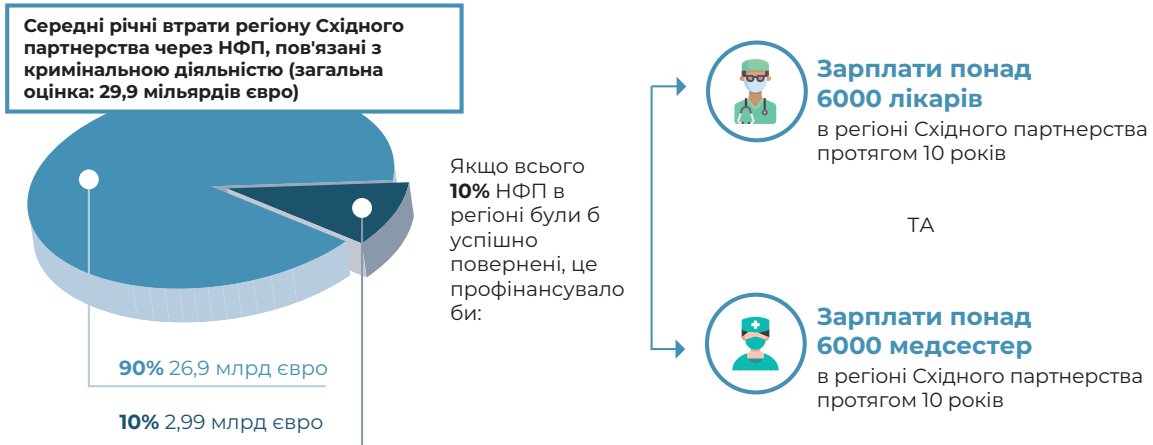 Середні річні втрати регіону Східного
партнерства через НФП, пов'язані з
кримінальною діяльністю (загальна
оцінка: 29,9 мільярдів євро)
90% 26,9 млрд євро
10% 2,99 млрд євро
Якщо всього
10% НФП в
регіоні були б
успішно
повернені, це
профінансувало
би:
Зарплати понад
6000 лікарів
в регіоні Східного партнерства
протягом 10 років
ТА
Зарплати понад
6000 медсестер
в регіоні Східного партнерства
протягом 10 років